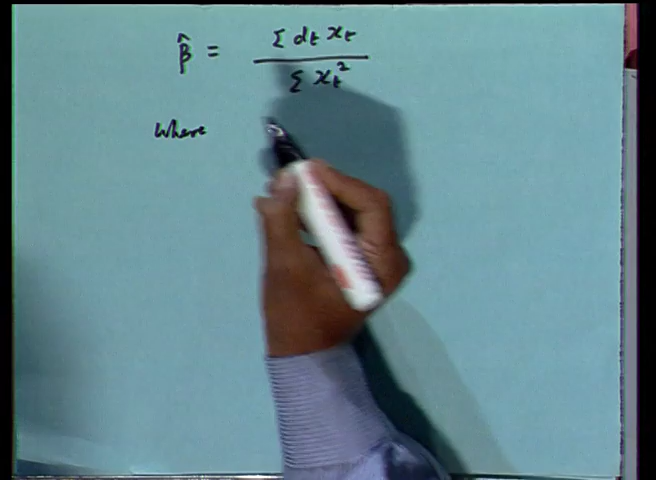 β̂ = Σ dₜ xₜ / Σ xₜ²
where